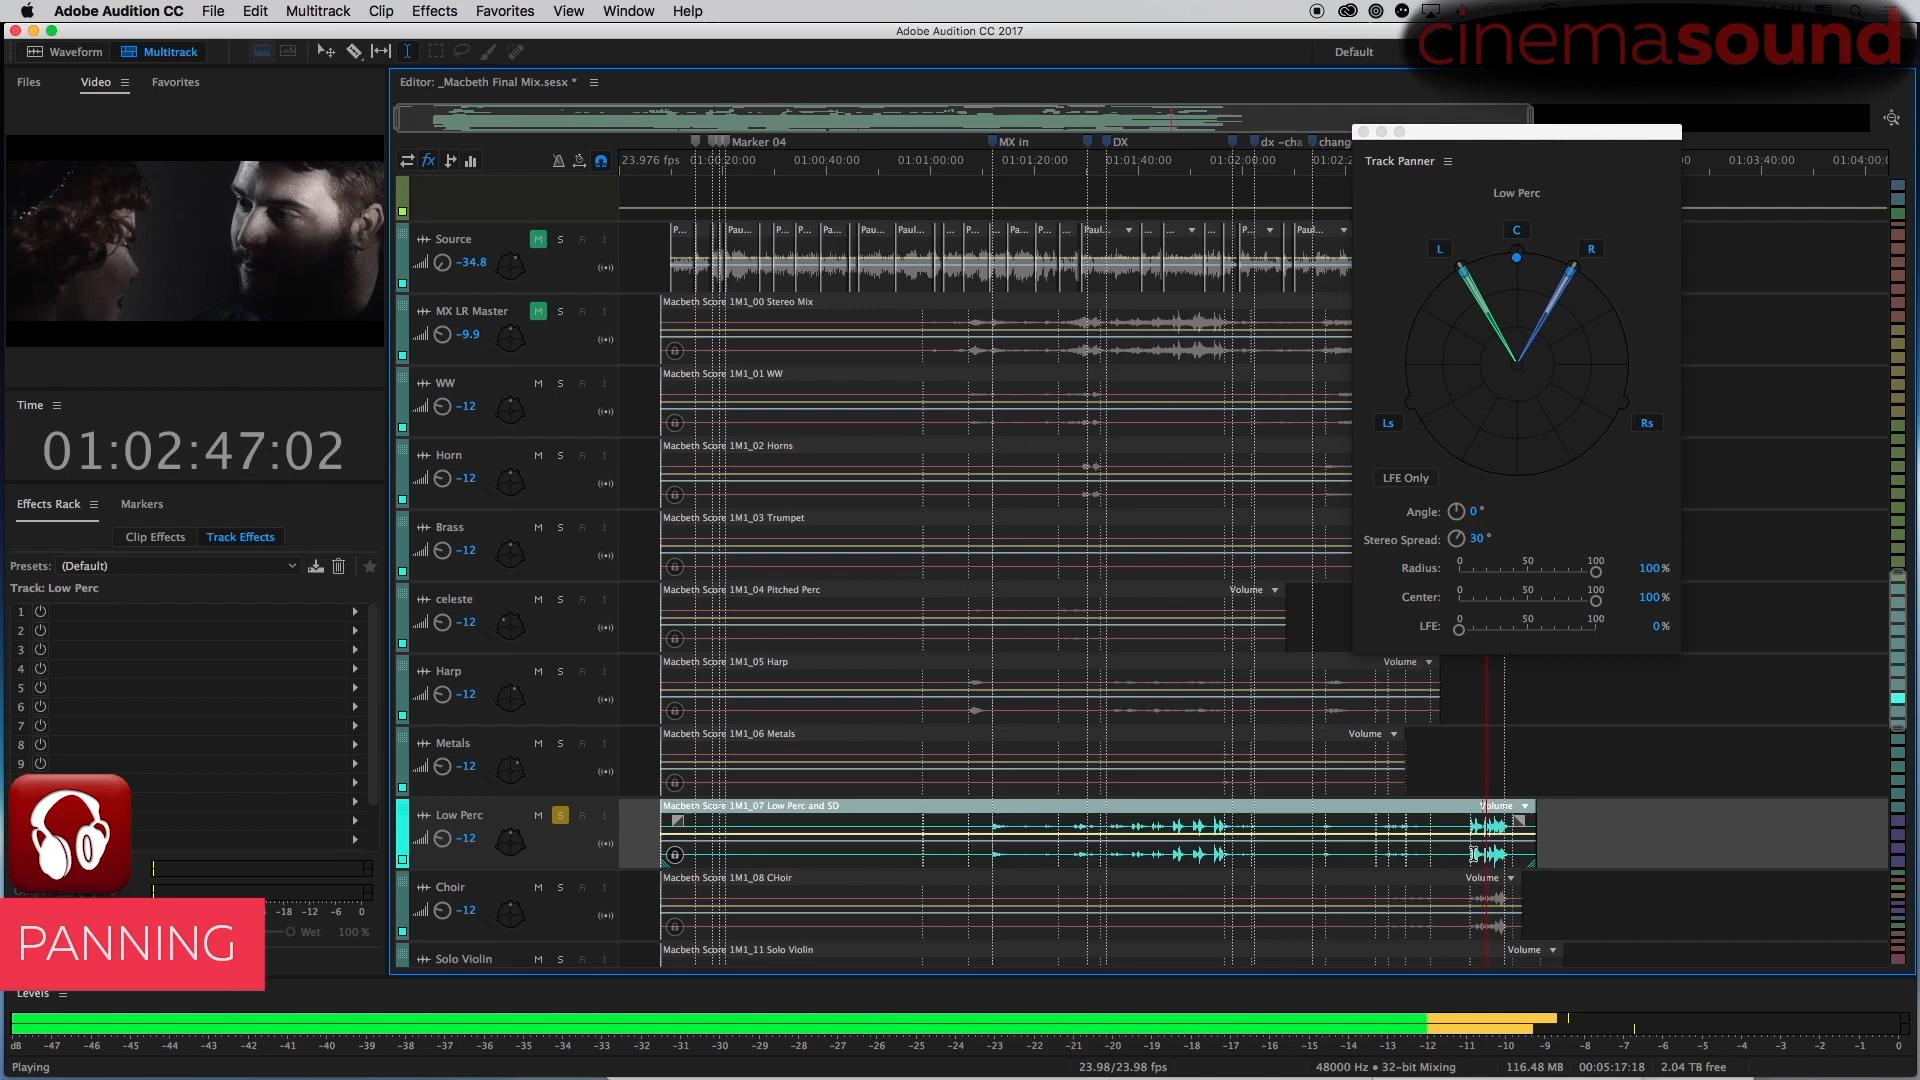 Adobe Audition CC File Edit Multitrack Clip Effects Favorites View Window Help
Adobe Audition CC 2017
Waveform Multitrack Default
cinemasound
Files Video Favorites
Editor: _Macbeth Final Mix.sesx *
Marker 04 MX in DX dx -cha chang
23.976 fps 01:00:20:00 01:00:40:00 01:01:00:00 01:01:20:00 01:01:40:00 01:02:00:00 01:02:2 01:03:40:00 01:04:00:
Track Panner
Low Perc
C
L R
Ls Rs
LFE Only
Angle: 0 °
Stereo Spread: 30 °
0 50 100
Radius: 100 %
0 50 100
Center: 100 %
0 50 100
LFE: 0 %
Source M S R I
-34.8
P... Pau... P... P... Pa... Pau... Pau... ... P... ... Pa... P... ... Paul... ... ... ... P... Paul...
MX LR Master M S R I
-9.9
Macbeth Score 1M1_00 Stereo Mix
WW M S R I
-12
Macbeth Score 1M1_01 WW
Horn M S R I
-12
Macbeth Score 1M1_02 Horns
Brass M S R I
-12
Macbeth Score 1M1_03 Trumpet
celeste M S R I
-12
Macbeth Score 1M1_04 Pitched Perc Volume
Harp M S R I
-12
Macbeth Score 1M1_05 Harp Volume
Metals M S R I
-12
Macbeth Score 1M1_06 Metals Volume
Low Perc M S R I
-12
Macbeth Score 1M1_07 Low Perc and SD Volume
Choir M S R I
-12
Macbeth Score 1M1_08 CHoir Volume
Solo Violin M S R I
Macbeth Score 1M1_11 Solo Violin Volume
Time
01:02:47:02
Effects Rack Markers
Clip Effects Track Effects
Presets: (Default)
Track: Low Perc
1
2
3
4
5
6
7
8
9
-18 -12 -6 0
Wet 100 %
PANNING
Levels
dB -47 -46 -45 -44 -43 -42 -41 -40 -39 -38 -37 -36 -35 -34 -33 -32 -31 -30 -29 -28 -27 -26 -25 -24 -23 -22 -21 -20 -19 -18 -17 -16 -15 -14 -13 -12 -11 -10 -9 -8 -7 -6 -5 -4 -3 -2 -1 0
Playing 23.98/23.98 fps 48000 Hz • 32-bit Mixing 116.48 MB 00:05:17:18 2.04 TB free